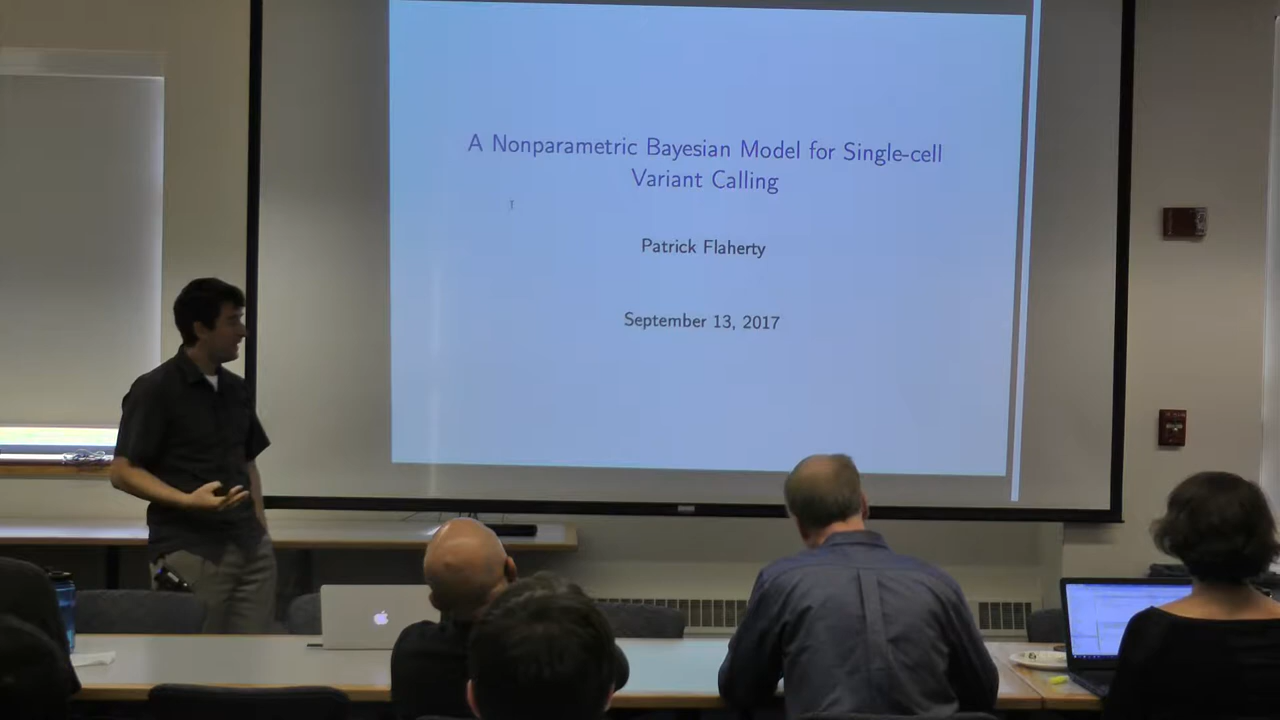 A Nonparametric Bayesian Model for Single-cell
Variant Calling
Patrick Flaherty
September 13, 2017